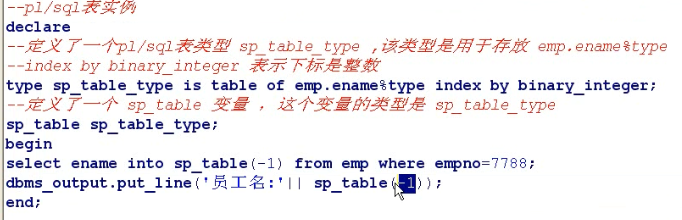 --pl/sql表实例
declare
--定义了一个pl/sql表类型 sp_table_type ,该类型是用于存放 emp.ename%type
--index by binary_integer 表示下标是整数
type sp_table_type is table of emp.ename%type index by binary_integer;
--定义了一个 sp_table 变量 , 这个变量的类型是 sp_table_type
sp_table sp_table_type;
begin
select ename into sp_table(-1) from emp where empno=7788;
dbms_output.put_line('员工名:'|| sp_table(-1));
end;